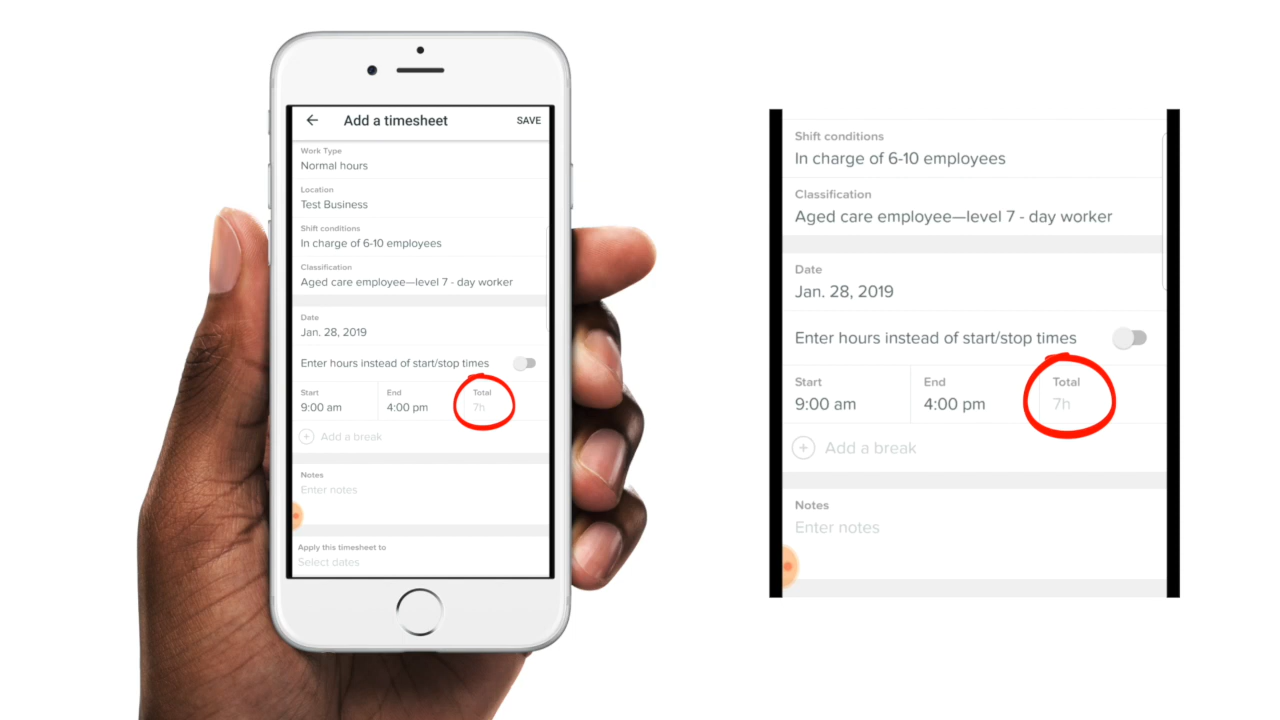 Add a timesheet SAVE
Work Type
Normal hours
Location
Test Business
Shift conditions
In charge of 6-10 employees
Classification
Aged care employee—level 7 - day worker
Date
Jan. 28, 2019
Enter hours instead of start/stop times
Start End Total
9:00 am 4:00 pm 7h
Add a break
Notes
Enter notes
Apply this timesheet to
Select dates
Shift conditions
In charge of 6-10 employees
Classification
Aged care employee—level 7 - day worker
Date
Jan. 28, 2019
Enter hours instead of start/stop times
Start End Total
9:00 am 4:00 pm 7h
Add a break
Notes
Enter notes